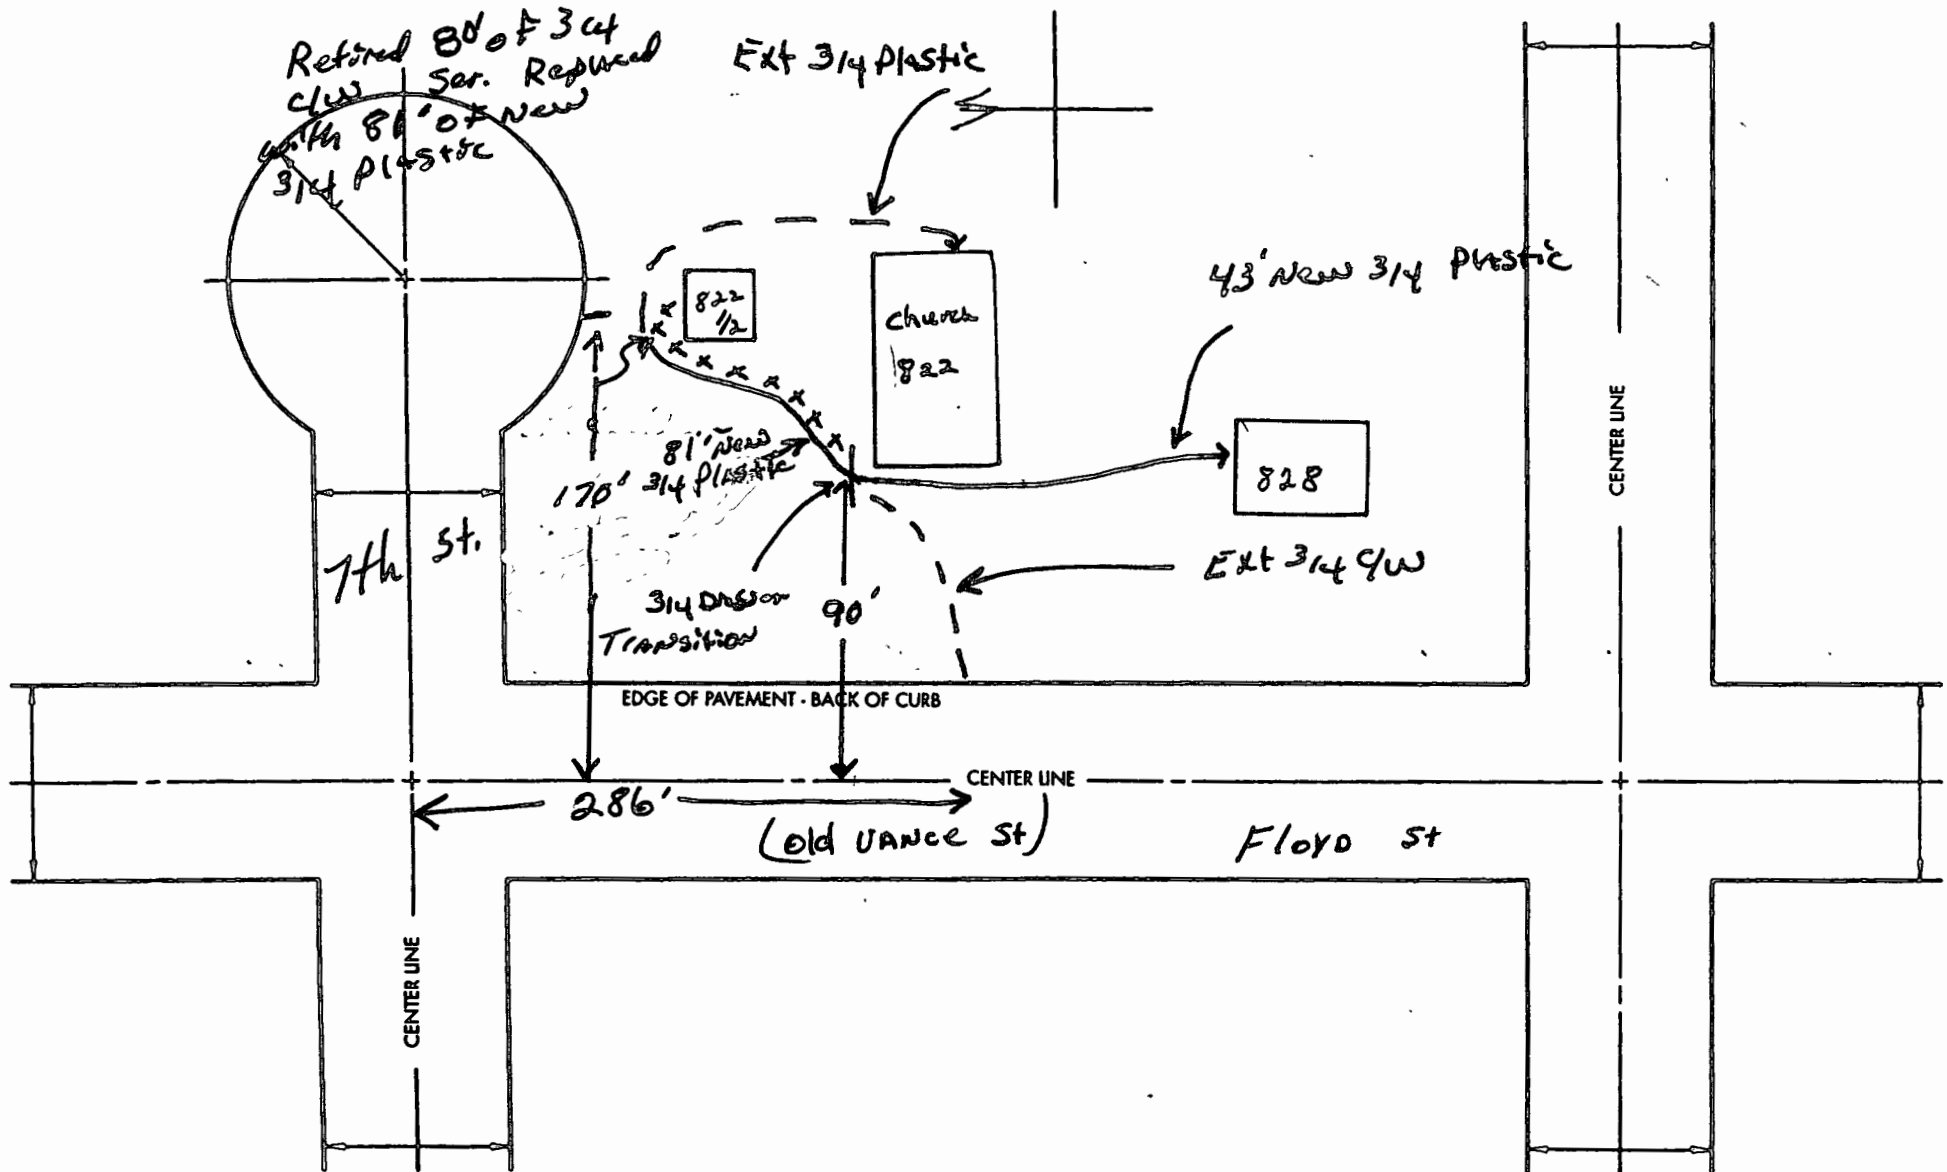 Retired 80' of 3/4
c/w Ser. Replaced
with 81' of New
3/4 Plastic
Ext 3/4 Plastic
43' New 3/4 Plastic
822
1/2
Church
822
828
81' New
3/4 Plastic
170'
7th St.
3/4
Transition
90'
Ext 3/4 C/W
EDGE OF PAVEMENT - BACK OF CURB
CENTER LINE
CENTER LINE
286'
(Old Vance St)
Floyd St
CENTER LINE